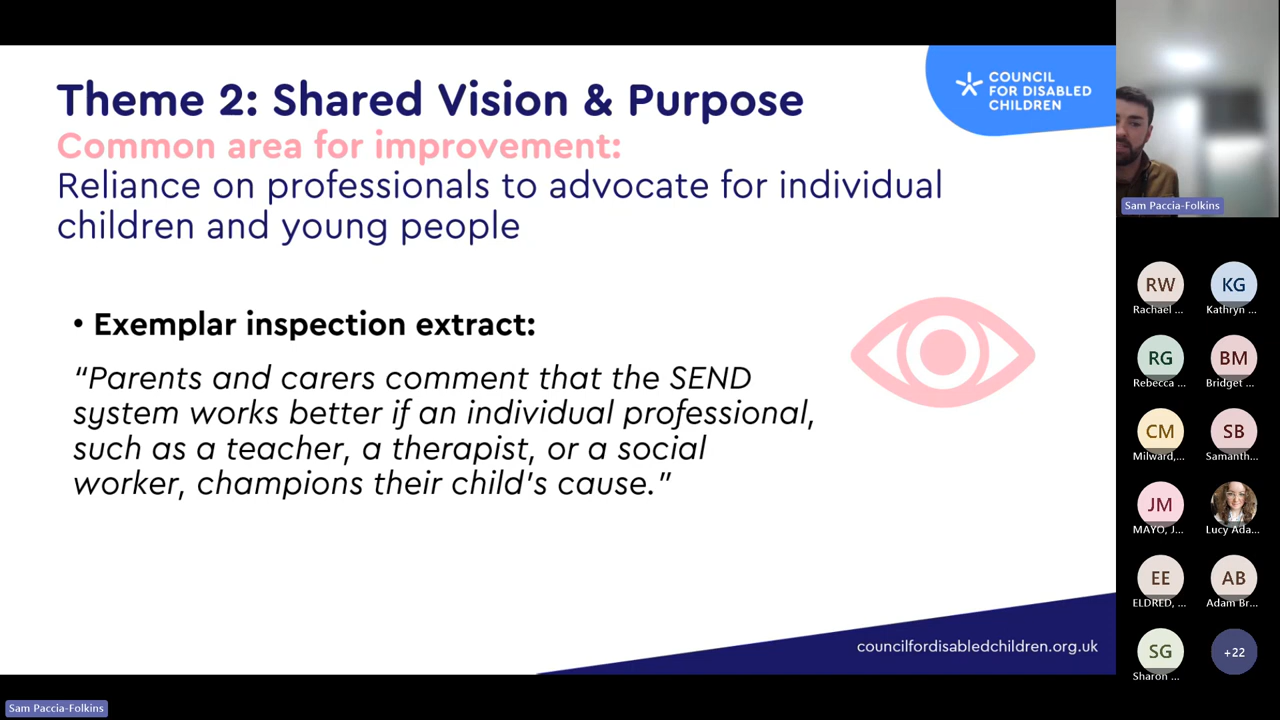 Theme 2: Shared Vision & Purpose
Common area for improvement:
Reliance on professionals to advocate for individual
children and young people
COUNCIL
FOR DISABLED
CHILDREN
• Exemplar inspection extract:
“Parents and carers comment that the SEND
system works better if an individual professional,
such as a teacher, a therapist, or a social
worker, champions their child’s cause.”
councilfordisabledchildren.org.uk
Sam Paccia-Folkins
RW
Rachael ...
KG
Kathryn ...
RG
Rebecca ...
BM
Bridget ...
CM
Milward,...
SB
Samanth...
JM
MAYO, J...
Lucy Ada...
EE
ELDRED, ...
AB
Adam Br...
SG
Sharon ...
+22
Sam Paccia-Folkins